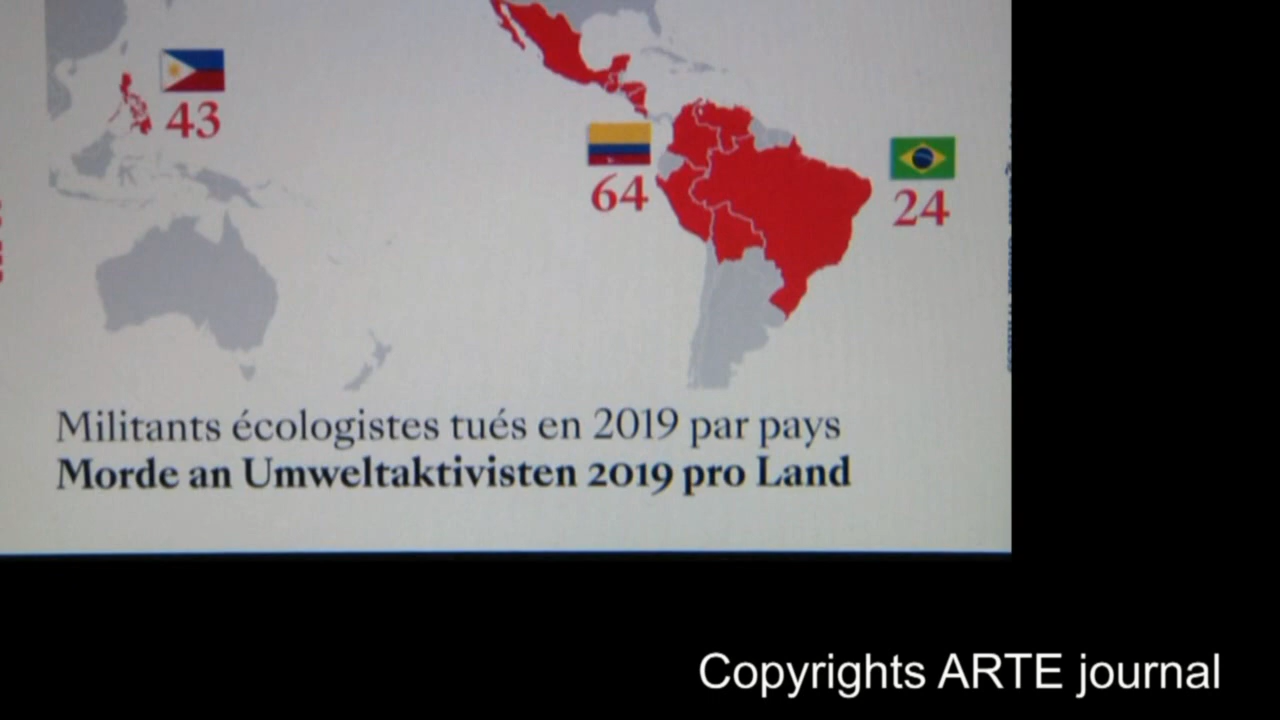 43
64
24
Militants écologistes tués en 2019 par pays
Morde an Umweltaktivisten 2019 pro Land
Copyrights ARTE journal